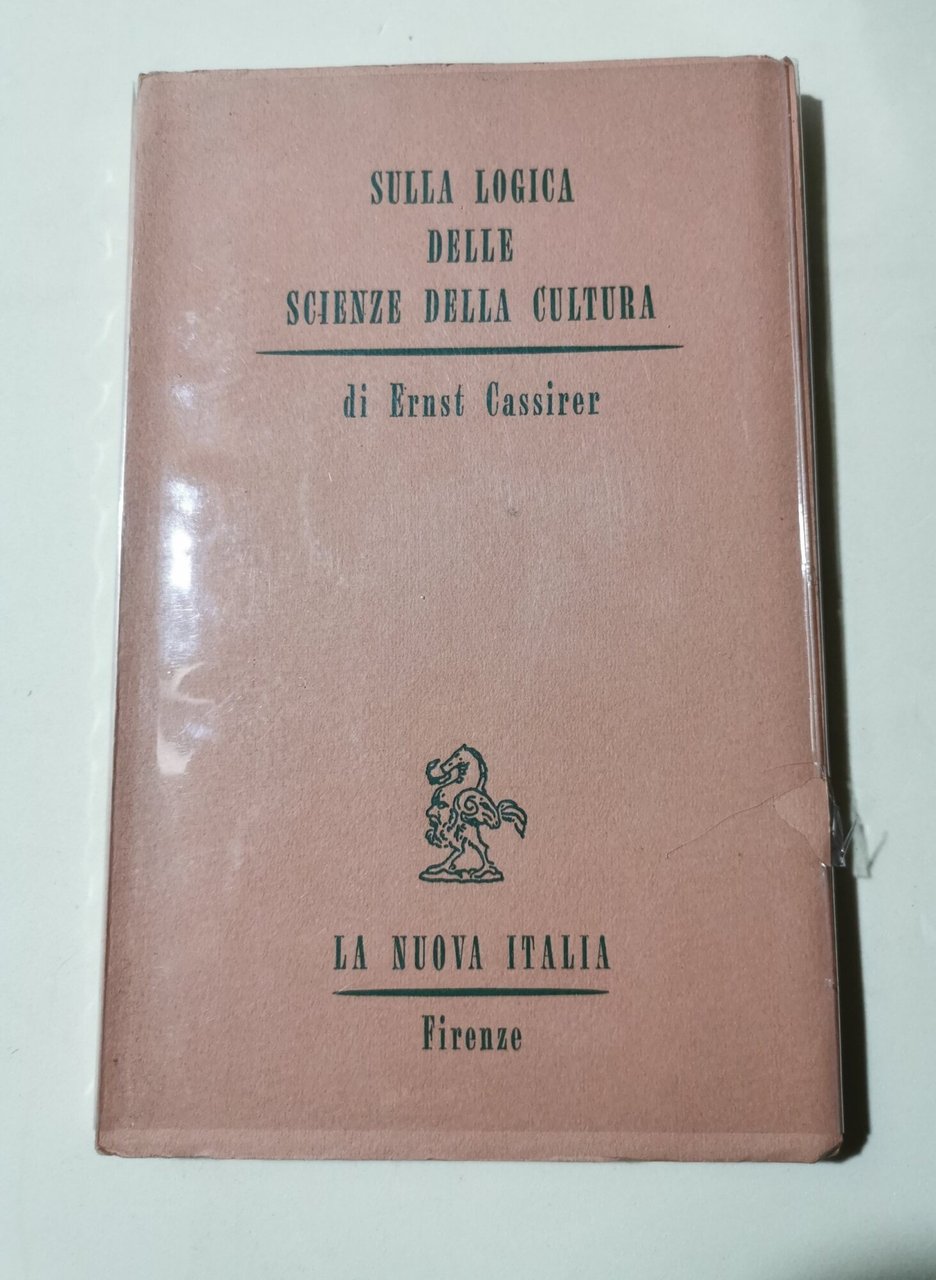 SULLA LOGICA
DELLE
SCIENZE DELLA CULTURA
di Ernst Cassirer
LA NUOVA ITALIA
Firenze